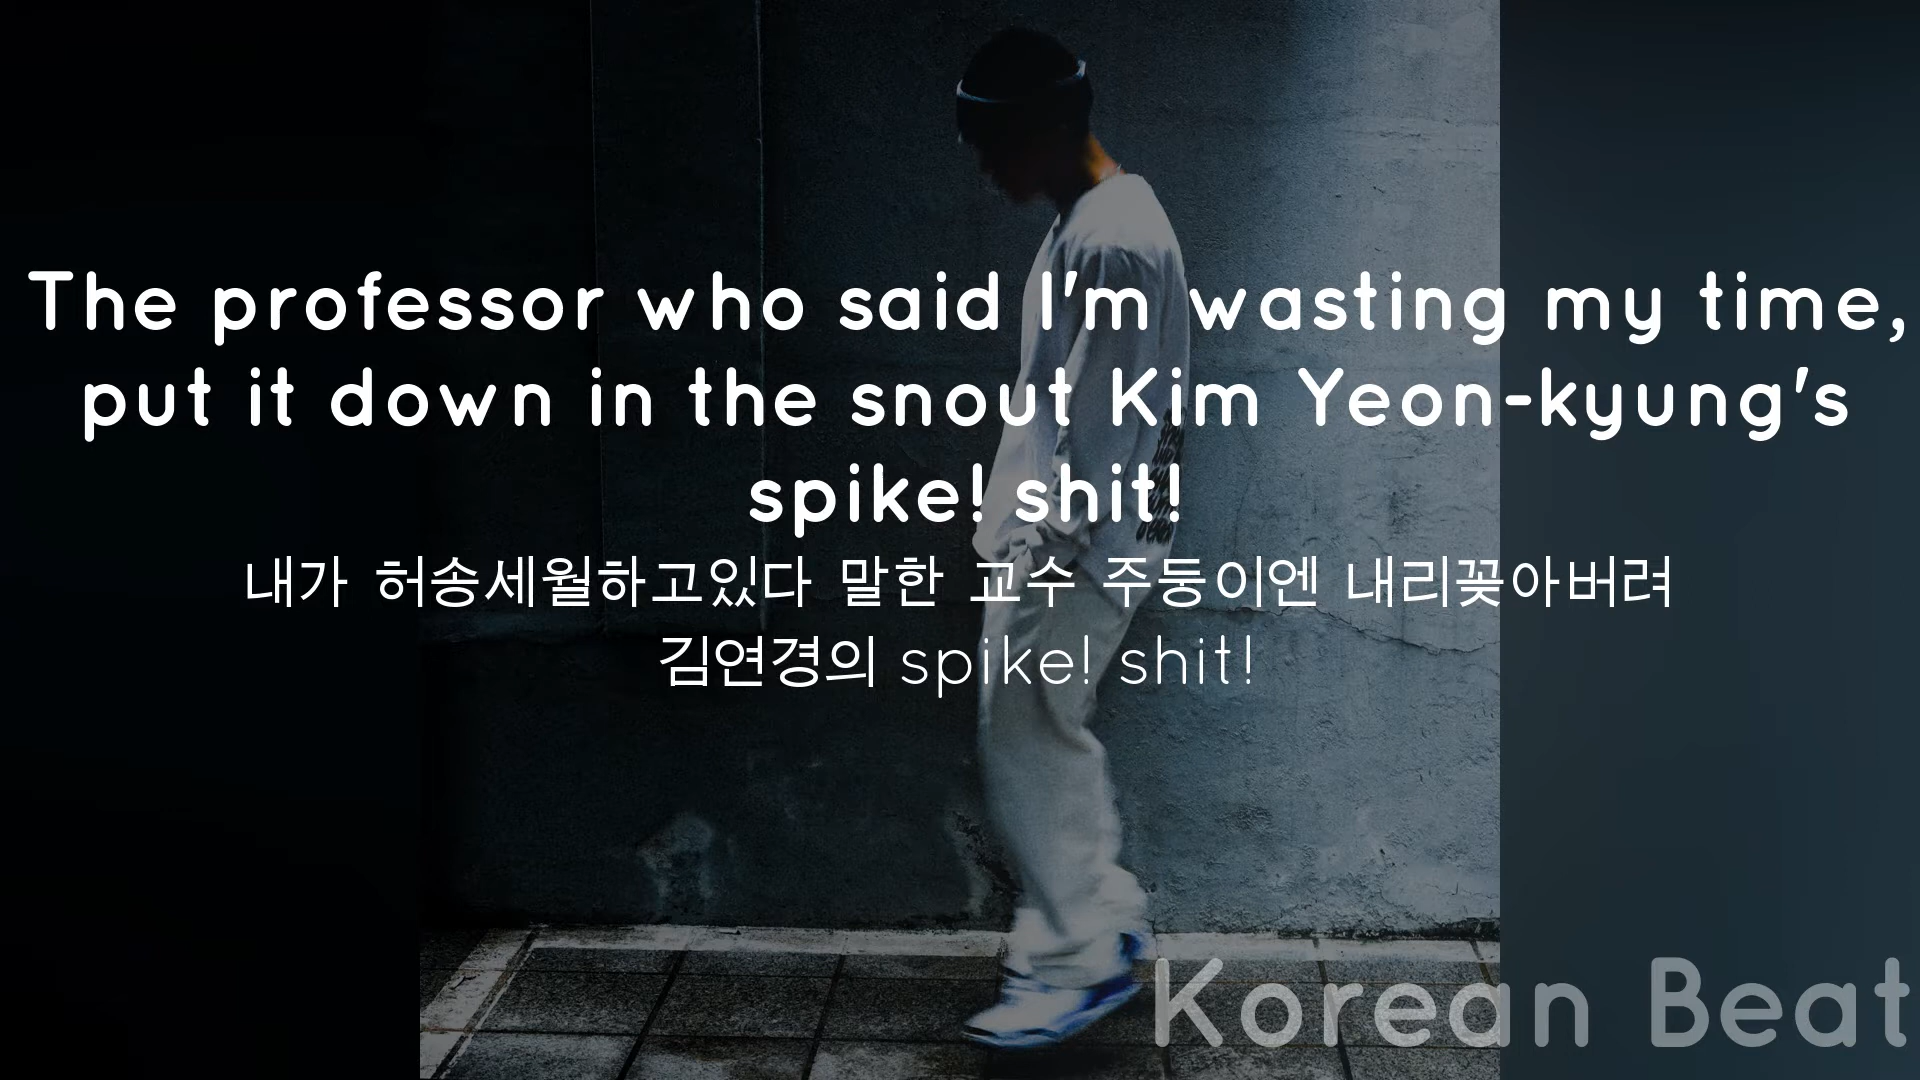 The professor who said I'm wasting my time,
put it down in the snout Kim Yeon-kyung's
spike! shit!
내가 허송세월하고있다 말한 교수 주둥이엔 내리꽂아버려
김연경의 spike! shit!
Korean Beat